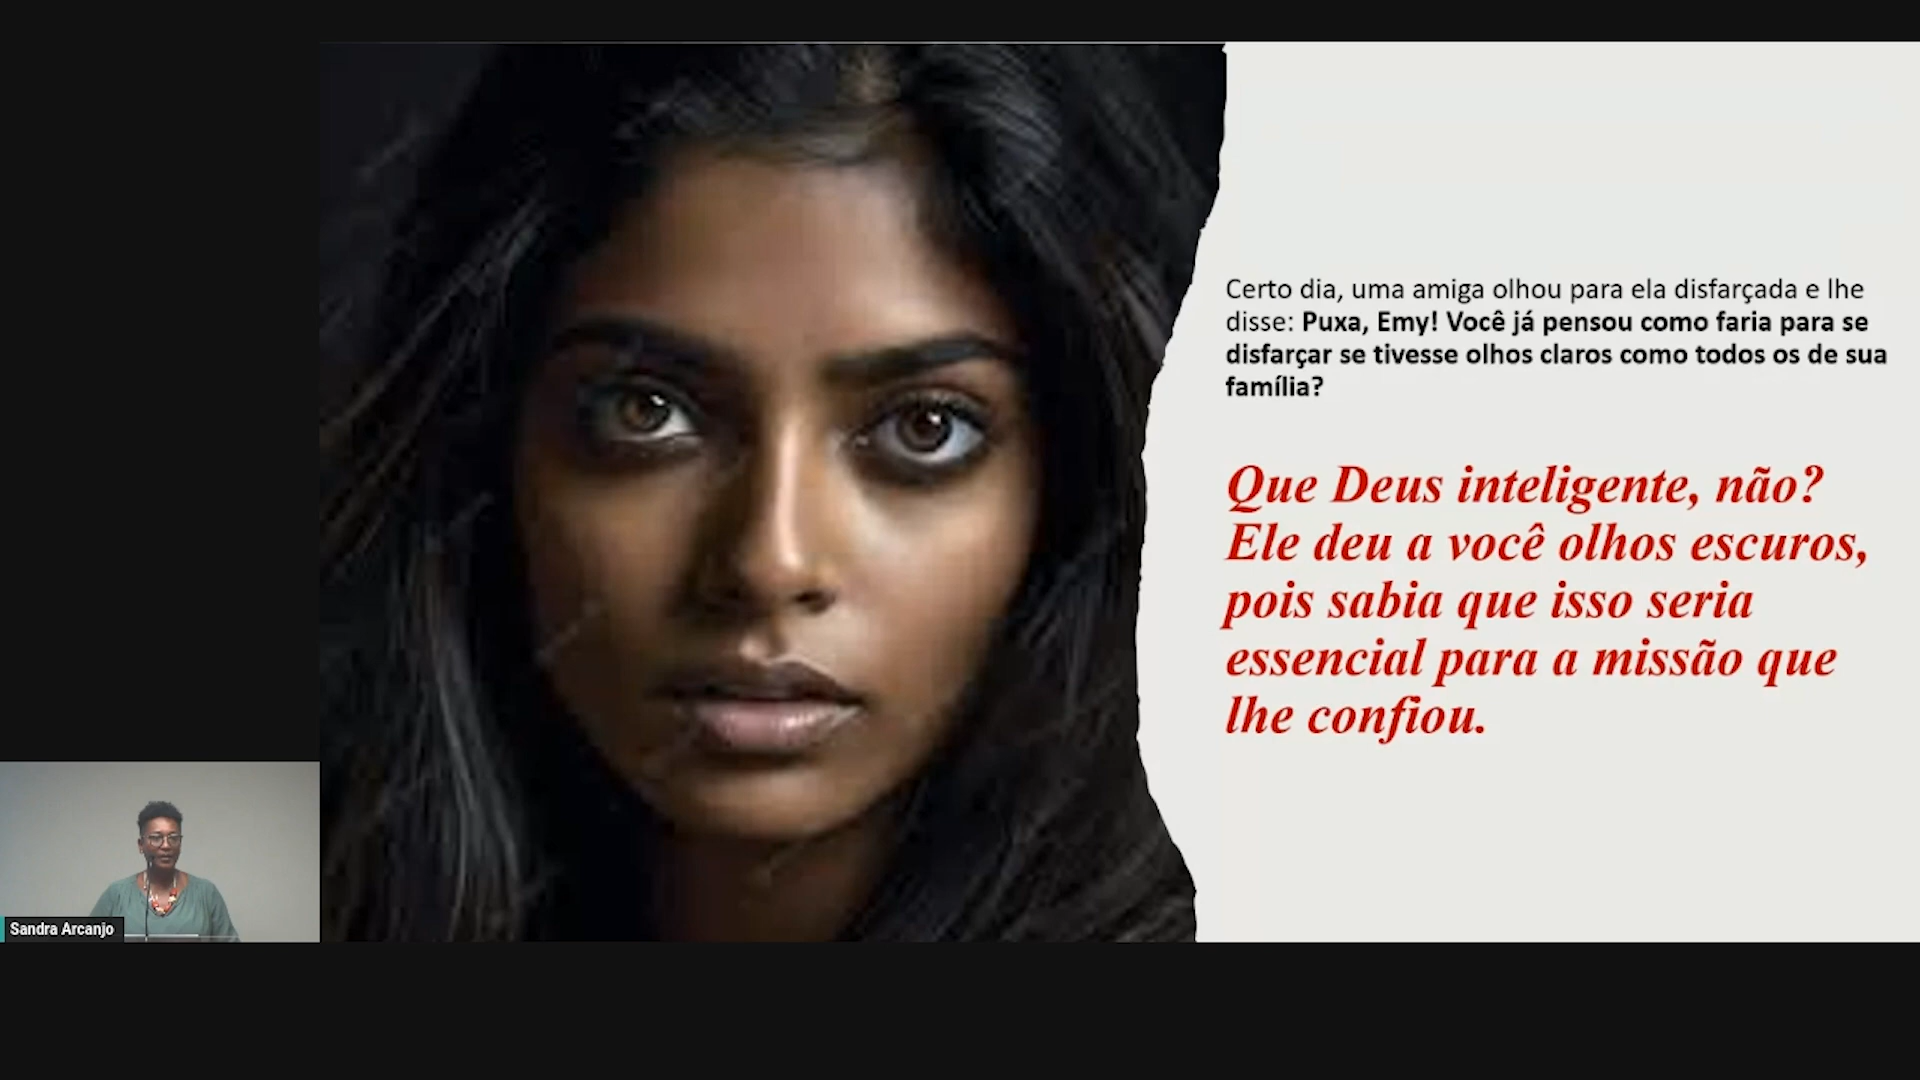 Certo dia, uma amiga olhou para ela disfarçada e lhe
disse: Puxa, Emy! Você já pensou como faria para se
disfarçar se tivesse olhos claros como todos os de sua
família?
Que Deus inteligente, não?
Ele deu a você olhos escuros,
pois sabia que isso seria
essencial para a missão que
lhe confiou.
Sandra Arcanjo